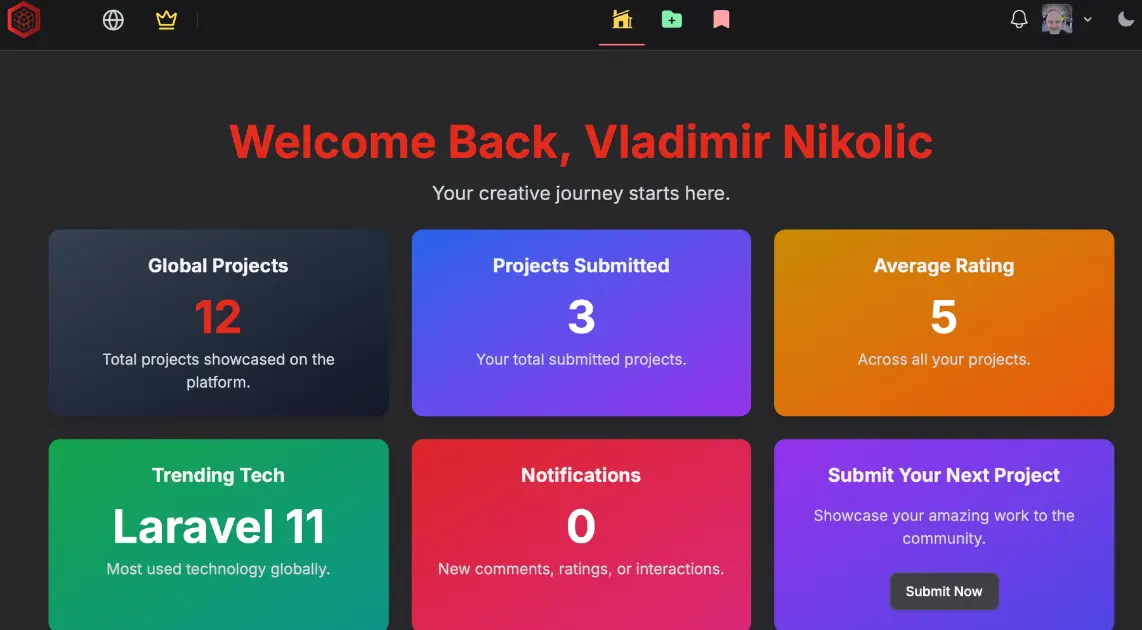 Welcome Back, Vladimir Nikolic
Your creative journey starts here.
Global Projects
12
Total projects showcased on the
platform.
Projects Submitted
3
Your total submitted projects.
Average Rating
5
Across all your projects.
Trending Tech
Laravel 11
Most used technology globally.
Notifications
0
New comments, ratings, or interactions.
Submit Your Next Project
Showcase your amazing work to the
community.
Submit Now